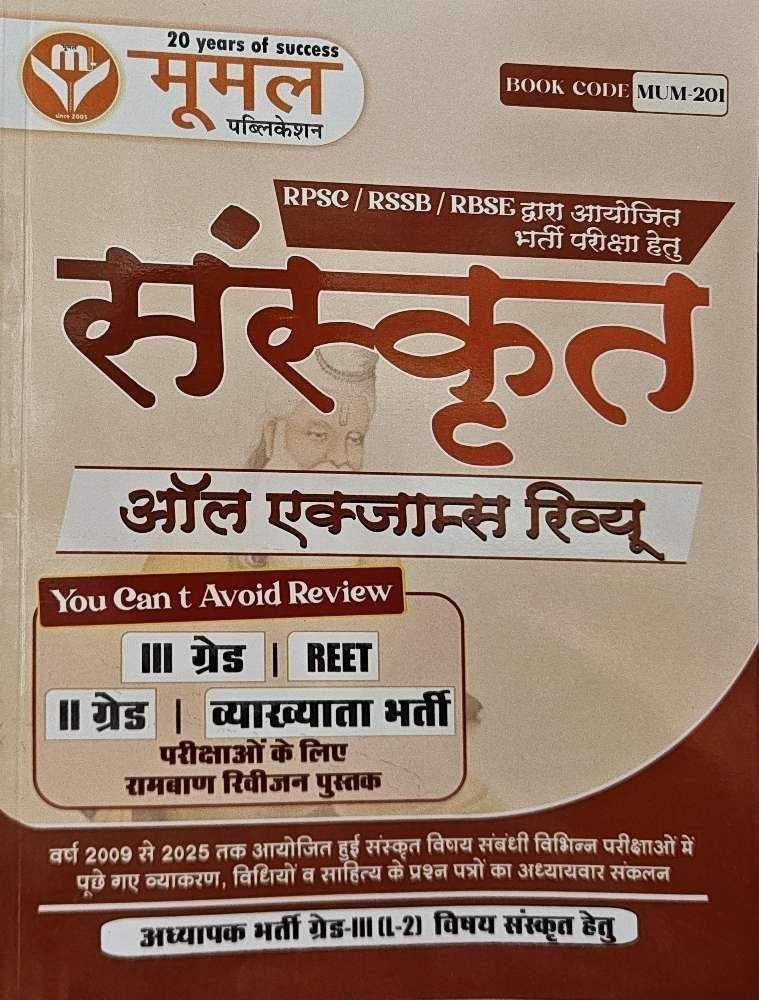 20 years of success
मूमल
पब्लिकेशन
since 2005
BOOK CODE MUM-201
RPSC / RSSB / RBSE द्वारा आयोजित
भर्ती परीक्षा हेतु
संस्कृत
ऑल एक्जाम्स रिव्यू
You Can t Avoid Review
III ग्रेड | REET
II ग्रेड | व्याख्याता भर्ती
परीक्षाओं के लिए
रामबाण रिवीजन पुस्तक
वर्ष 2009 से 2025 तक आयोजित हुई संस्कृत विषय संबंधी विभिन्न परीक्षाओं में
पूछे गए व्याकरण, विधियों व साहित्य के प्रश्न पत्रों का अध्यायवार संकलन
अध्यापक भर्ती ग्रेड-III (L-2) विषय संस्कृत हेतु